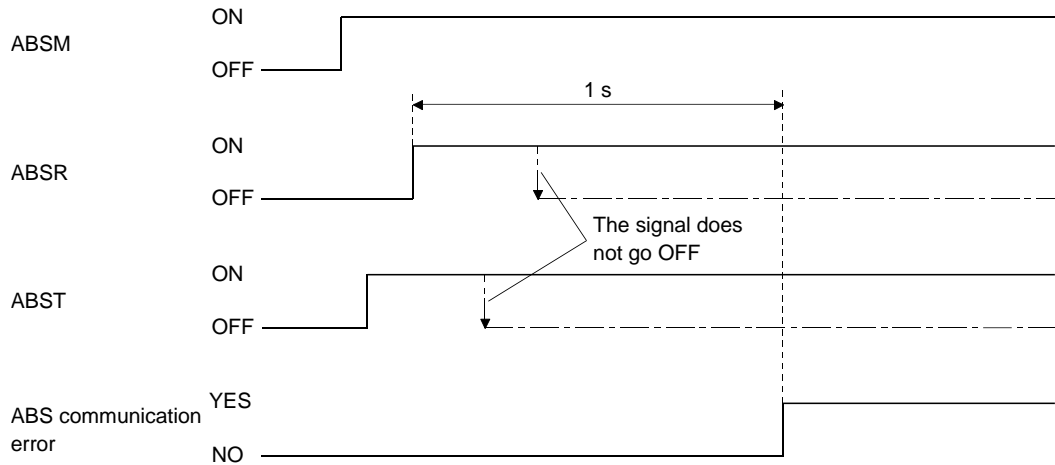 ON
ABSM
OFF
1 s
ON
ABSR
OFF
The signal does
not go OFF
ON
ABST
OFF
YES
ABS communication
error
NO